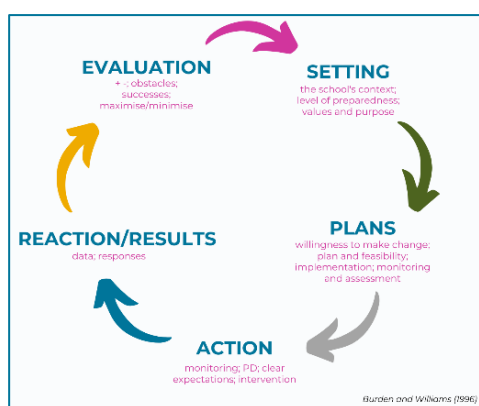 EVALUATION
+ -; obstacles;
successes;
maximise/minimise
SETTING
the school's context;
level of preparedness;
values and purpose
PLANS
willingness to make change;
plan and feasibility;
implementation; monitoring
and assessment
ACTION
monitoring; PD; clear
expectations; intervention
REACTION/RESULTS
data; responses
Burden and Williams (1996)